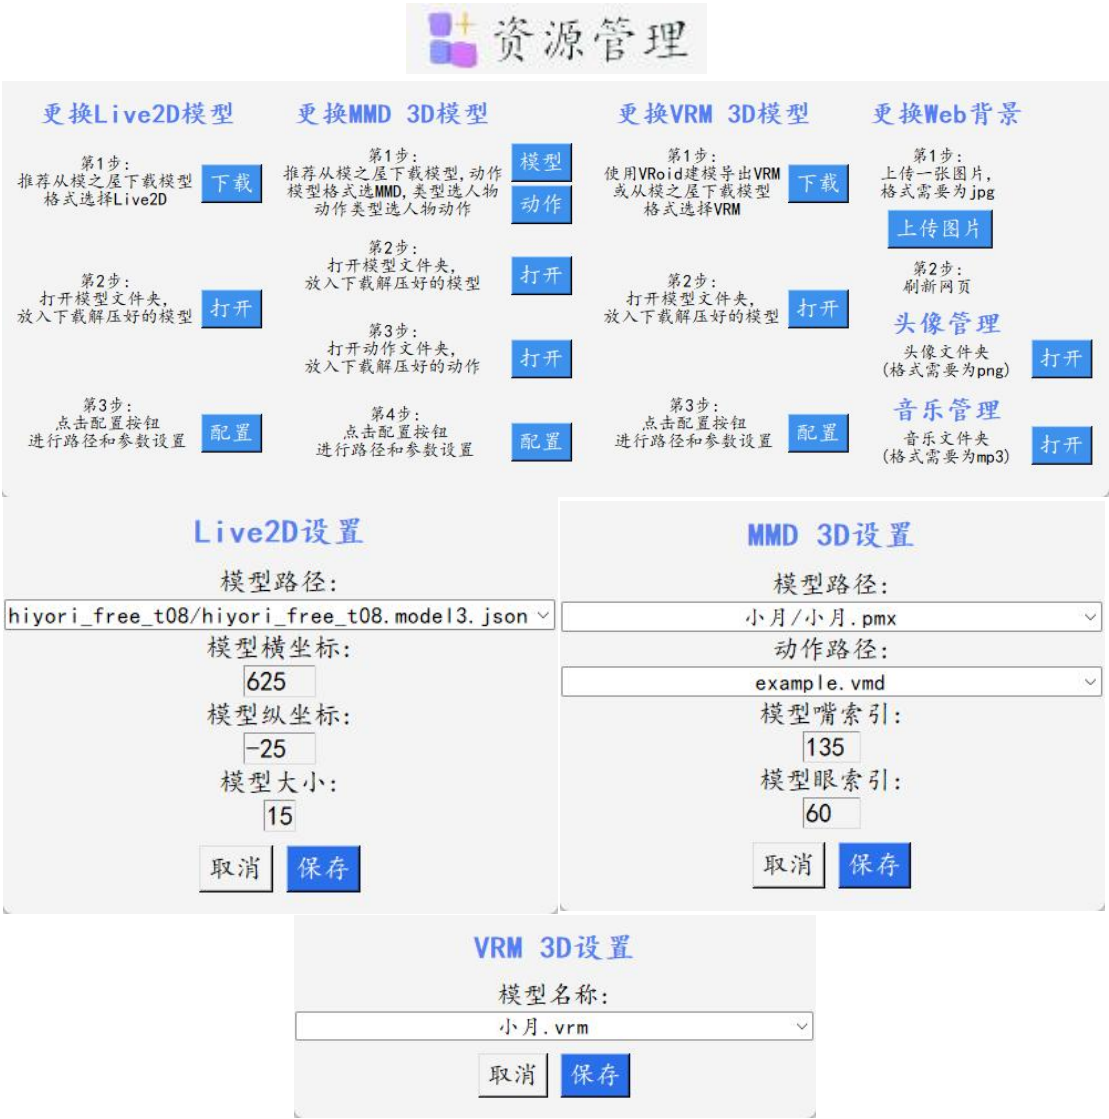 资源管理
更换Live2D模型
第1步:
推荐从模之屋下载模型
格式选择Live2D
下载
第2步:
打开模型文件夹,
放入下载解压好的模型
打开
第3步:
点击配置按钮
进行路径和参数设置
配置
更换MMD 3D模型
第1步:
推荐从模之屋下载模型,动作
模型格式选MMD,类型选人物
动作类型选人物动作
模型
动作
第2步:
打开模型文件夹,
放入下载解压好的模型
打开
第3步:
打开动作文件夹,
放入下载解压好的动作
打开
第4步:
点击配置按钮
进行路径和参数设置
配置
更换VRM 3D模型
第1步:
使用VRoid建模导出VRM
或从模之屋下载模型
格式选择VRM
下载
第2步:
打开模型文件夹,
放入下载解压好的模型
打开
第3步:
点击配置按钮
进行路径和参数设置
配置
更换Web背景
第1步:
上传一张图片,
格式需要为jpg
上传图片
第2步:
刷新网页
头像管理
头像文件夹
(格式需要为png)
打开
音乐管理
音乐文件夹
(格式需要为mp3)
打开
Live2D设置
模型路径:
hiyori_free_t08/hiyori_free_t08.model3.json
模型横坐标:
625
模型纵坐标:
-25
模型大小:
15
取消
保存
MMD 3D设置
模型路径:
小月/小月.pmx
动作路径:
example.vmd
模型嘴索引:
135
模型眼索引:
60
取消
保存
VRM 3D设置
模型名称:
小月.vrm
取消
保存